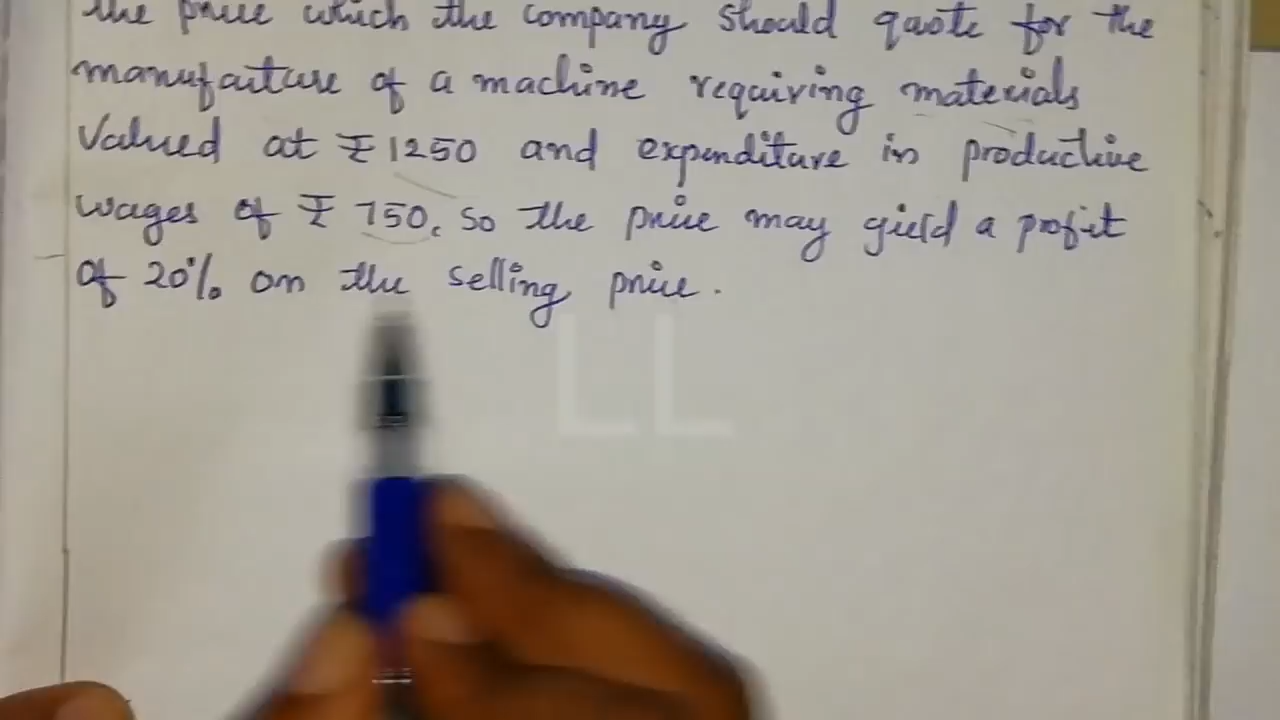 the price which the company should quote for the
manufacture of a machine requiring materials
Valued at ₹1250 and expenditure in productive
wages of ₹ 750, so the price may yield a profit
of 20% on the selling price.
LL